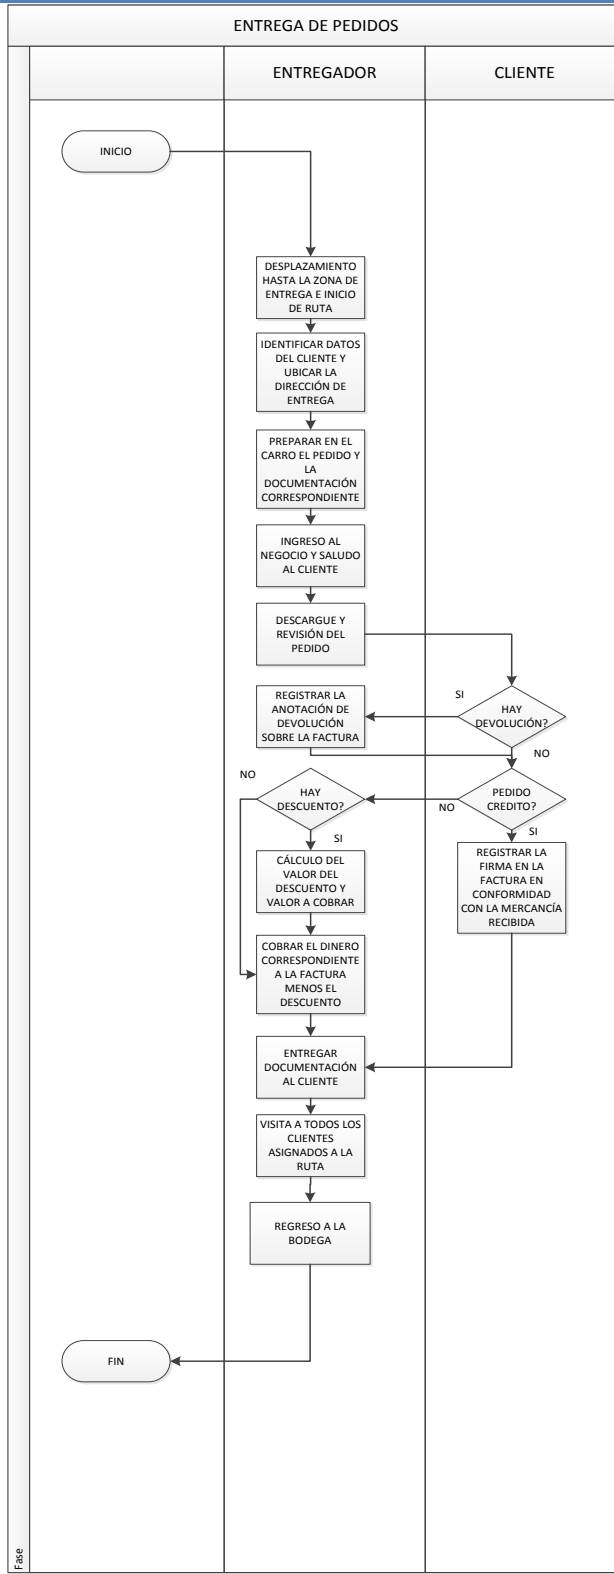 ENTREGA DE PEDIDOS
ENTREGADOR
CLIENTE
INICIO
DESPLAZAMIENTO
HASTA LA ZONA DE
ENTREGA E INICIO
DE RUTA
IDENTIFICAR DATOS
DEL CLIENTE Y
UBICAR LA
DIRECCIÓN DE
ENTREGA
PREPARAR EN EL
CARRO EL PEDIDO Y
LA
DOCUMENTACIÓN
CORRESPONDIENTE
INGRESO AL
NEGOCIO Y SALUDO
AL CLIENTE
DESCARGUE Y
REVISIÓN DEL
PEDIDO
HAY
DEVOLUCIÓN?
SI
NO
REGISTRAR LA
ANOTACIÓN DE
DEVOLUCIÓN
SOBRE LA FACTURA
PEDIDO
CREDITO?
NO
SI
HAY
DESCUENTO?
NO
SI
REGISTRAR LA
FIRMA EN LA
FACTURA EN
CONFORMIDAD
CON LA MERCANCÍA
RECIBIDA
CÁLCULO DEL
VALOR DEL
DESCUENTO Y
VALOR A COBRAR
COBRAR EL DINERO
CORRESPONDIENTE
A LA FACTURA
MENOS EL
DESCUENTO
ENTREGAR
DOCUMENTACIÓN
AL CLIENTE
VISITA A TODOS LOS
CLIENTES
ASIGNADOS A LA
RUTA
REGRESO A LA
BODEGA
FIN
Fase